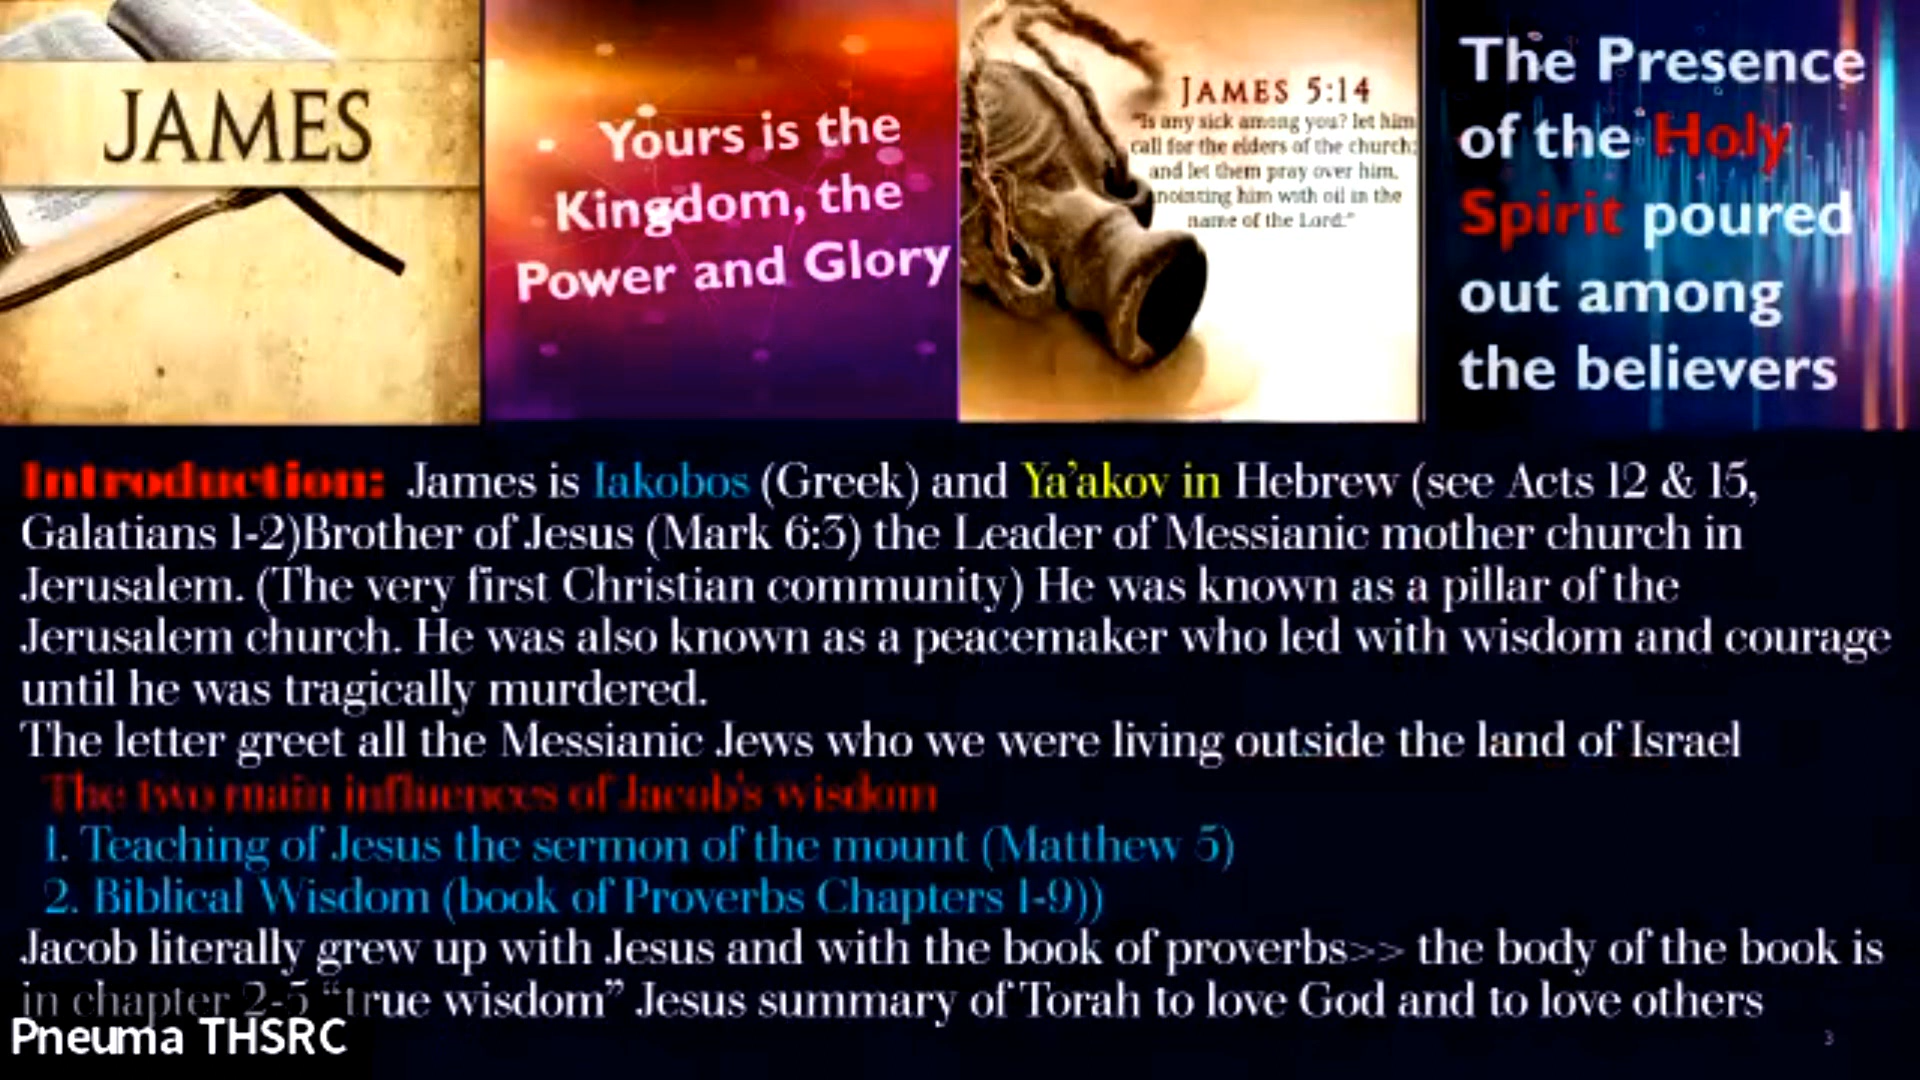 JAMES
Yours is the
Kingdom, the
Power and Glory
JAMES 5:14
"Is any sick among you? let him
call for the elders of the church;
and let them pray over him,
nointing him with oil in the
name of the Lord:"
The Presence
of the Holy
Spirit poured
out among
the believers
Introduction: James is Iakobos (Greek) and Ya'akov in Hebrew (see Acts 12 & 15,
Galatians 1-2)Brother of Jesus (Mark 6:3) the Leader of Messianic mother church in
Jerusalem. (The very first Christian community) He was known as a pillar of the
Jerusalem church. He was also known as a peacemaker who led with wisdom and courage
until he was tragically murdered.
The letter greet all the Messianic Jews who we were living outside the land of Israel
The two main influences of Jacob's wisdom
1. Teaching of Jesus the sermon of the mount (Matthew 5)
2. Biblical Wisdom (book of Proverbs Chapters 1-9))
Jacob literally grew up with Jesus and with the book of proverbs>> the body of the book is
in chapter 2-5 “true wisdom” Jesus summary of Torah to love God and to love others
Pneuma THSRC
3